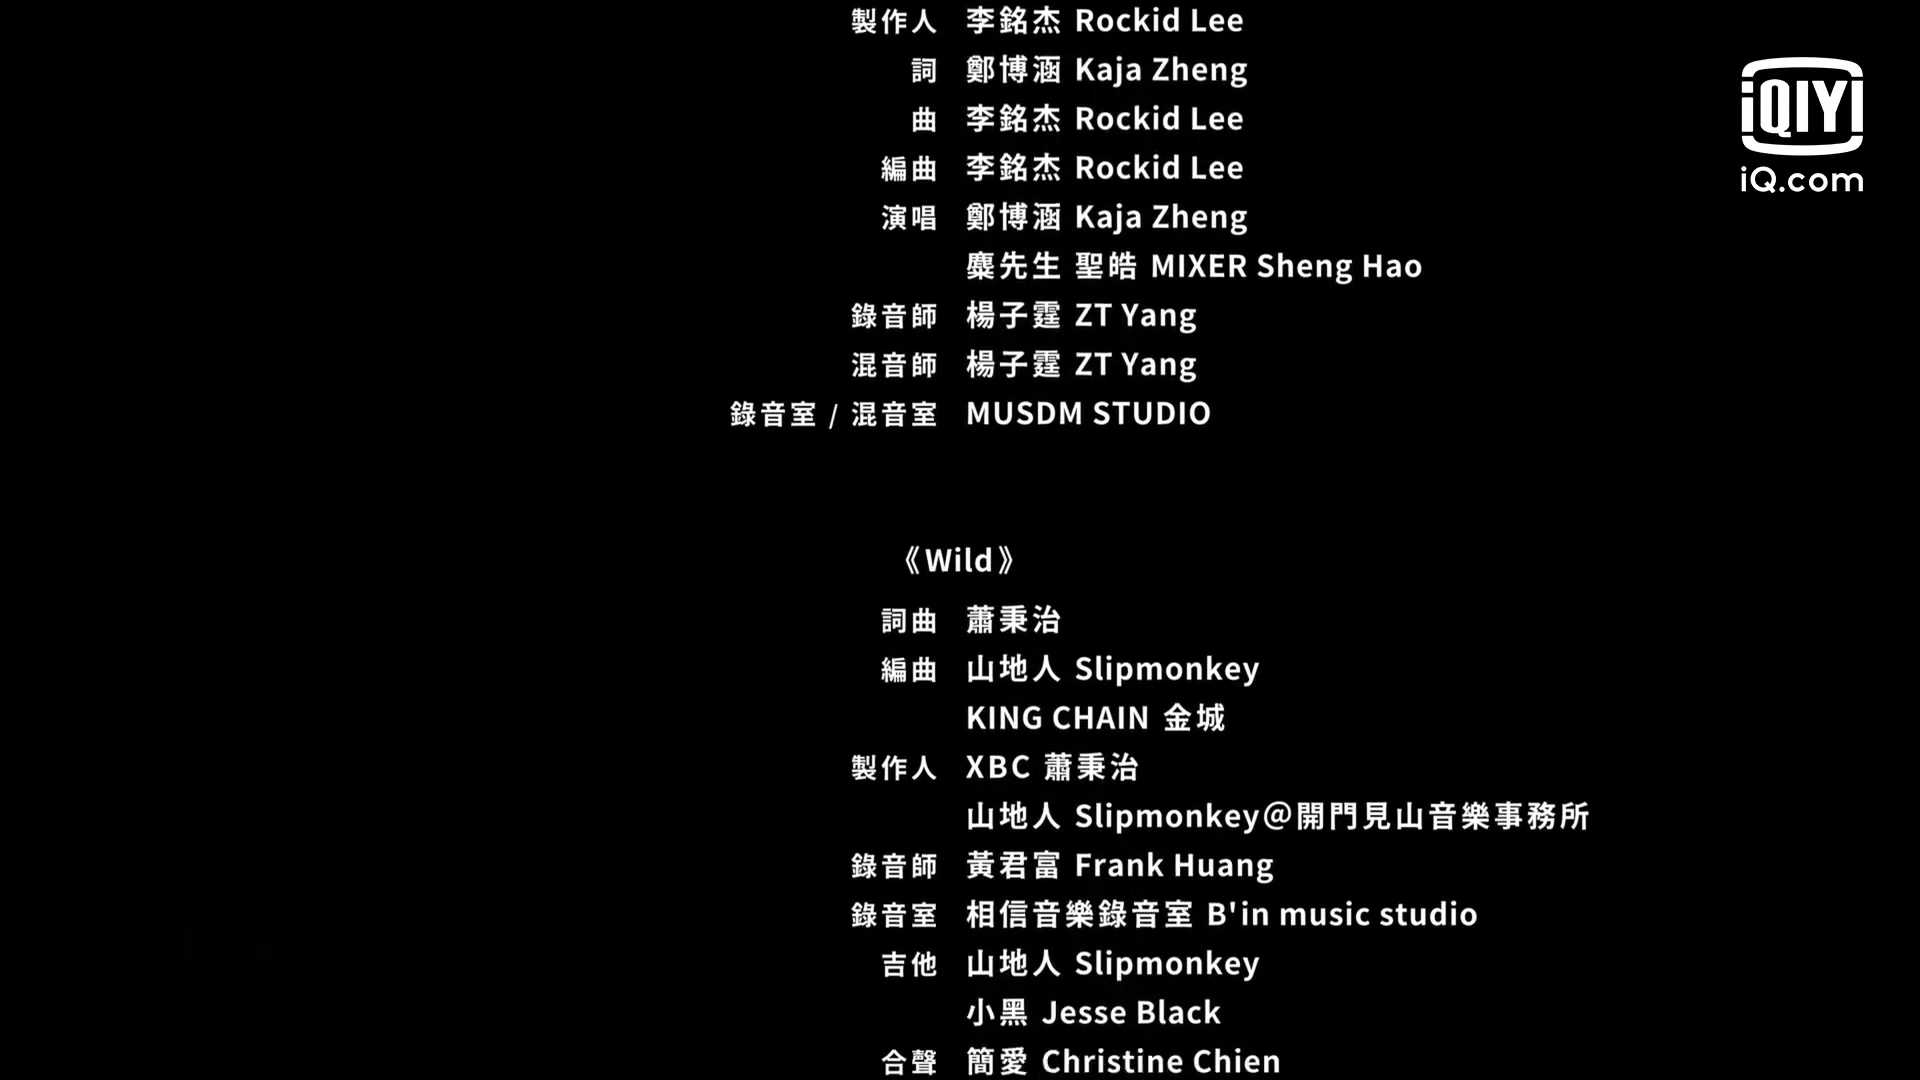 製作人 李銘杰 Rockid Lee
詞 鄭博涵 Kaja Zheng
曲 李銘杰 Rockid Lee
編曲 李銘杰 Rockid Lee
演唱 鄭博涵 Kaja Zheng
麋先生 聖皓 MIXER Sheng Hao
錄音師 楊子霆 ZT Yang
混音師 楊子霆 ZT Yang
錄音室 / 混音室 MUSDM STUDIO
《Wild》
詞曲 蕭秉治
編曲 山地人 Slipmonkey
KING CHAIN 金城
製作人 XBC 蕭秉治
山地人 Slipmonkey@開門見山音樂事務所
錄音師 黃君富 Frank Huang
錄音室 相信音樂錄音室 B'in music studio
吉他 山地人 Slipmonkey
小黑 Jesse Black
合聲 簡愛 Christine Chien
iQIYI
iQ.com